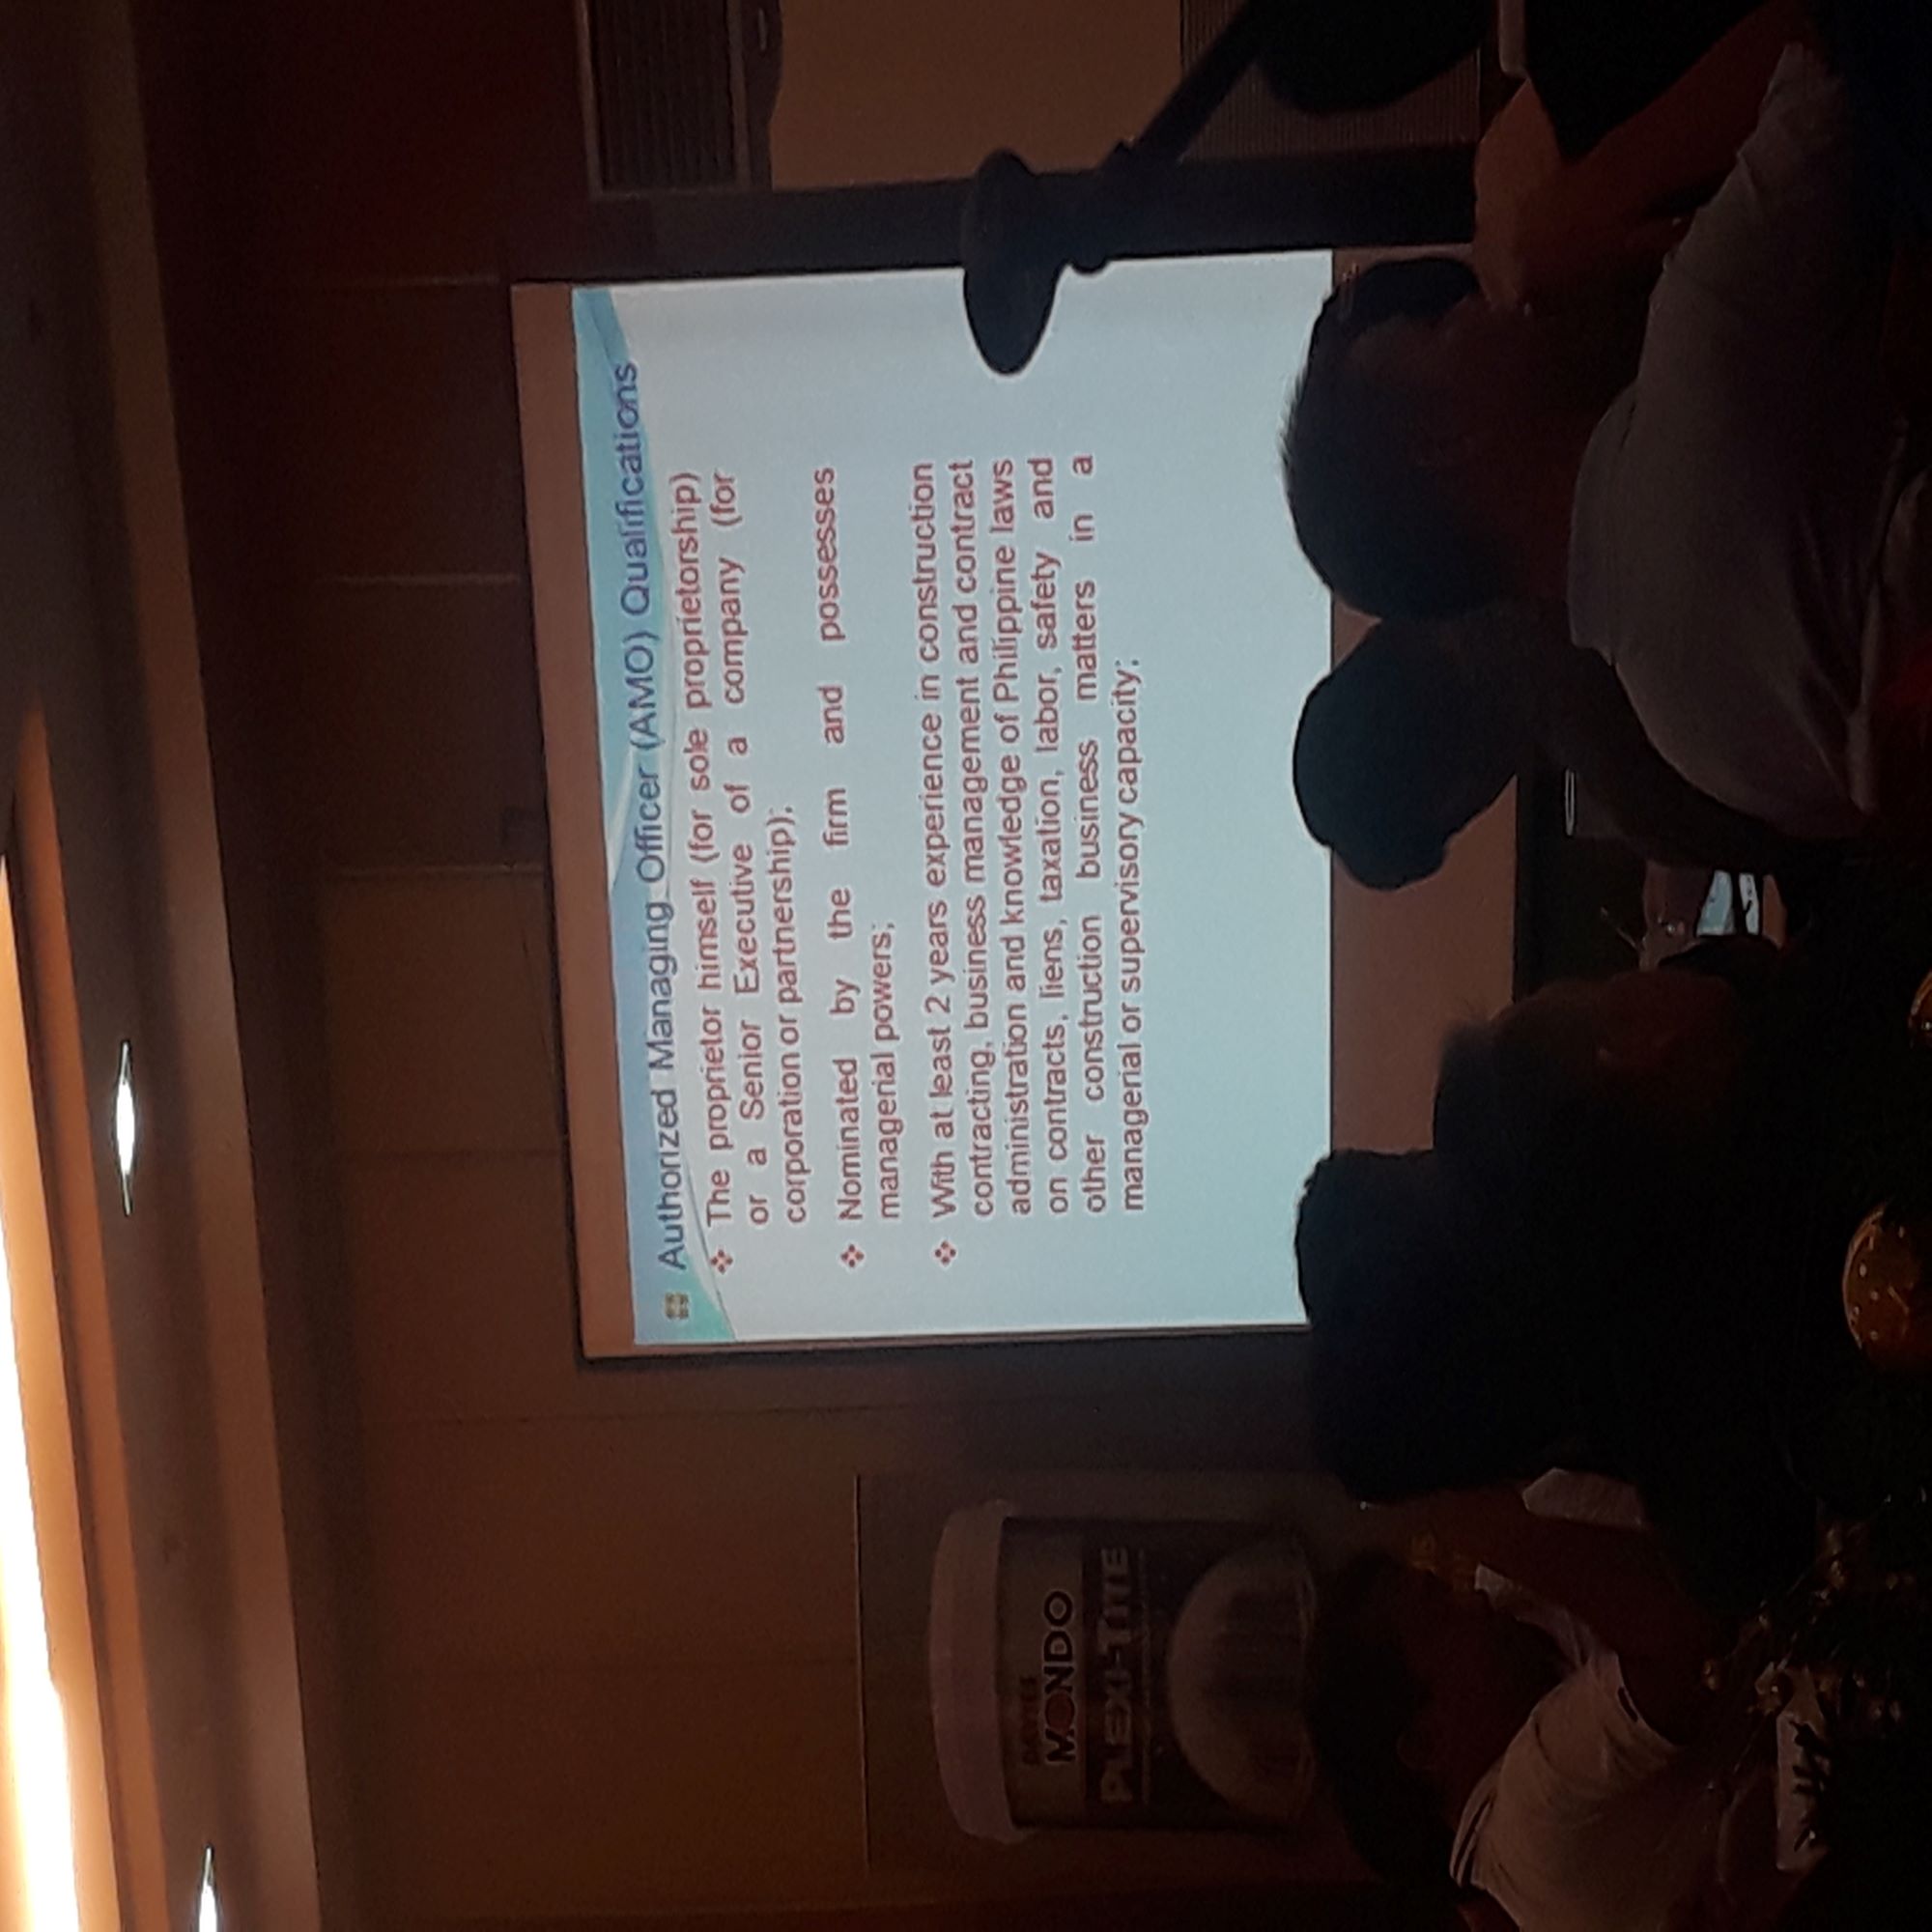 Authorized Managing Officer (AMO) Qualifications
The proprietor himself (for sole proprietorship)
or a Senior Executive of a company (for
corporation or partnership);
Nominated by the firm and possesses
managerial powers;
With at least 2 years experience in construction
contracting, business management and contract
administration and knowledge of Philippine laws
on contracts, liens, taxation, labor, safety and
other construction business matters in a
managerial or supervisory capacity;
DAVIES
MONDO
PLEXI-TITE